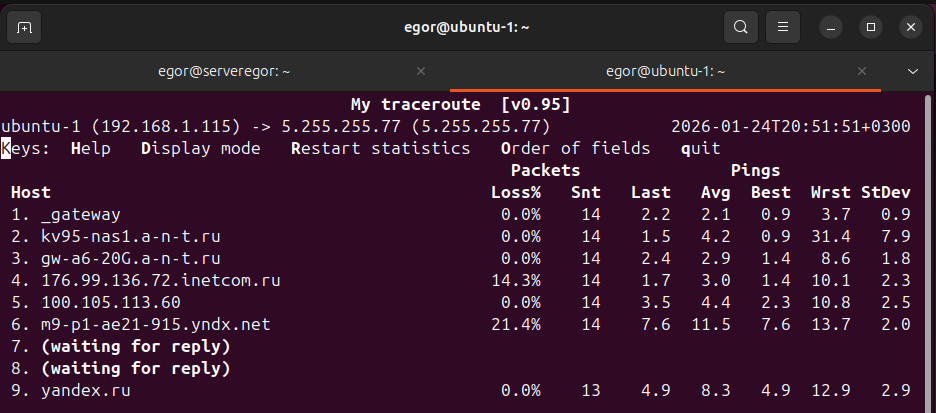 egor@ubuntu-1: ~
egor@serveregor: ~ × egor@ubuntu-1: ~ ×
My traceroute [v0.95]
ubuntu-1 (192.168.1.115) -> 5.255.255.77 (5.255.255.77) 2026-01-24T20:51:51+0300
Keys: Help Display mode Restart statistics Order of fields quit
Packets Pings
Host Loss% Snt Last Avg Best Wrst StDev
1. _gateway 0.0% 14 2.2 2.1 0.9 3.7 0.9
2. kv95-nas1.a-n-t.ru 0.0% 14 1.5 4.2 0.9 31.4 7.9
3. gw-a6-20G.a-n-t.ru 0.0% 14 2.4 2.9 1.4 8.6 1.8
4. 176.99.136.72.inetcom.ru 14.3% 14 1.7 3.0 1.4 10.1 2.3
5. 100.105.113.60 0.0% 14 3.5 4.4 2.3 10.8 2.5
6. m9-p1-ae21-915.yndx.net 21.4% 14 7.6 11.5 7.6 13.7 2.0
7. (waiting for reply)
8. (waiting for reply)
9. yandex.ru 0.0% 13 4.9 8.3 4.9 12.9 2.9